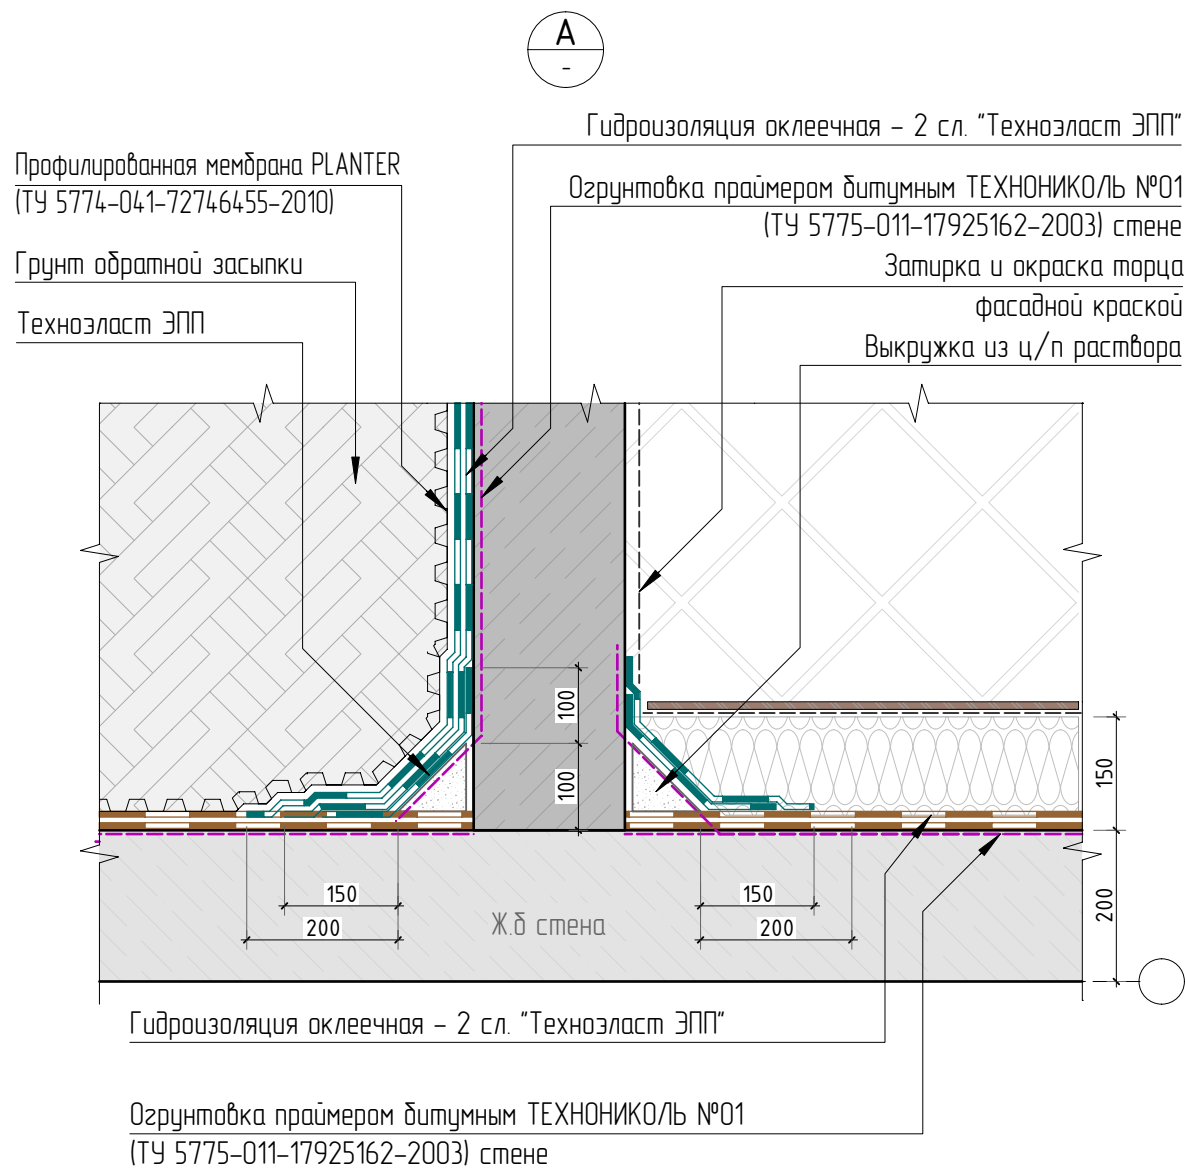 А
-
Гидроизоляция оклеечная - 2 сл. "Техноэласт ЭПП"
Профилированная мембрана PLANTER
(ТУ 5774-041-72746455-2010)
Огрунтовка праймером битумным ТЕХНОНИКОЛЬ №01
(ТУ 5775-011-17925162-2003) стене
Грунт обратной засыпки
Затирка и окраска торца
фасадной краской
Техноэласт ЭПП
Выкружка из ц/п раствора
100
100
150
150
200
150
200
200
Ж.б стена
Гидроизоляция оклеечная - 2 сл. "Техноэласт ЭПП"
Огрунтовка праймером битумным ТЕХНОНИКОЛЬ №01
(ТУ 5775-011-17925162-2003) стене